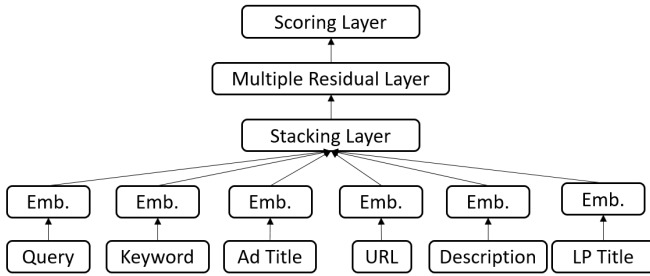 Scoring Layer
Multiple Residual Layer
Stacking Layer
Emb. Emb. Emb. Emb. Emb. Emb.
Query Keyword Ad Title URL Description LP Title